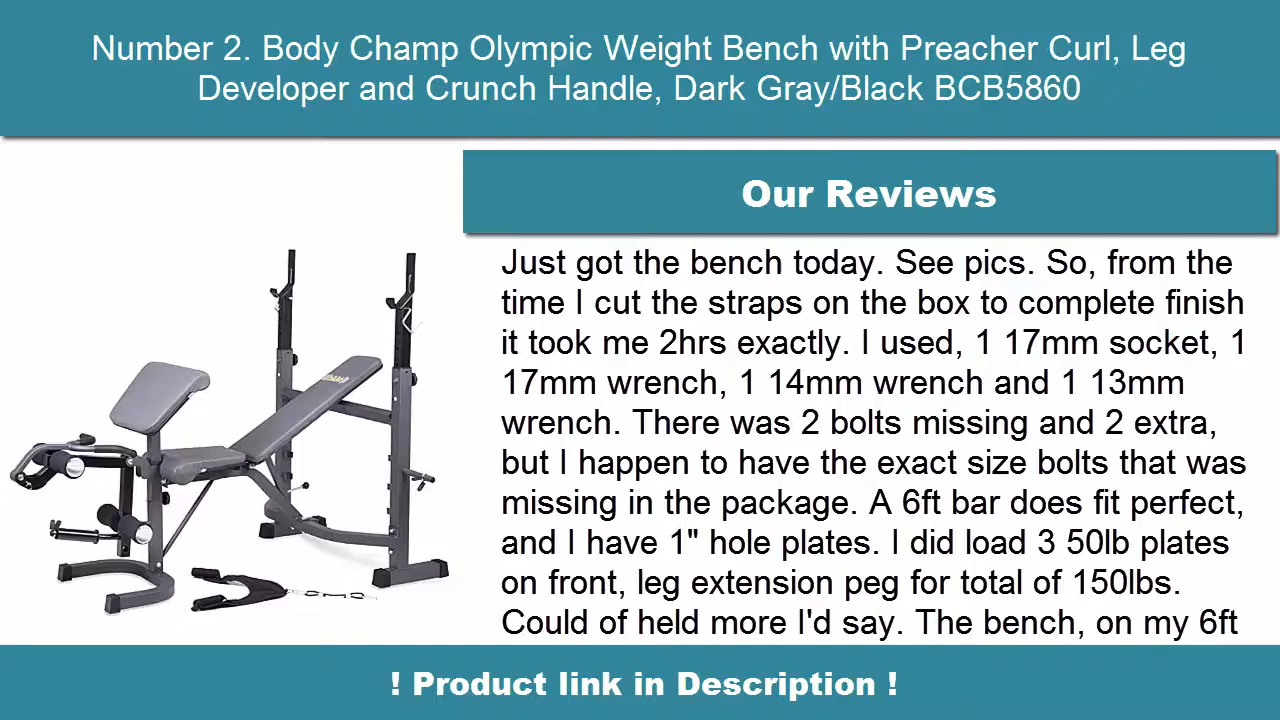 Number 2. Body Champ Olympic Weight Bench with Preacher Curl, Leg
Developer and Crunch Handle, Dark Gray/Black BCB5860
Our Reviews
Just got the bench today. See pics. So, from the
time I cut the straps on the box to complete finish
it took me 2hrs exactly. I used, 1 17mm socket, 1
17mm wrench, 1 14mm wrench and 1 13mm
wrench. There was 2 bolts missing and 2 extra,
but I happen to have the exact size bolts that was
missing in the package. A 6ft bar does fit perfect,
and I have 1" hole plates. I did load 3 50lb plates
on front, leg extension peg for total of 150lbs.
Could of held more I'd say. The bench, on my 6ft
! Product link in Description !